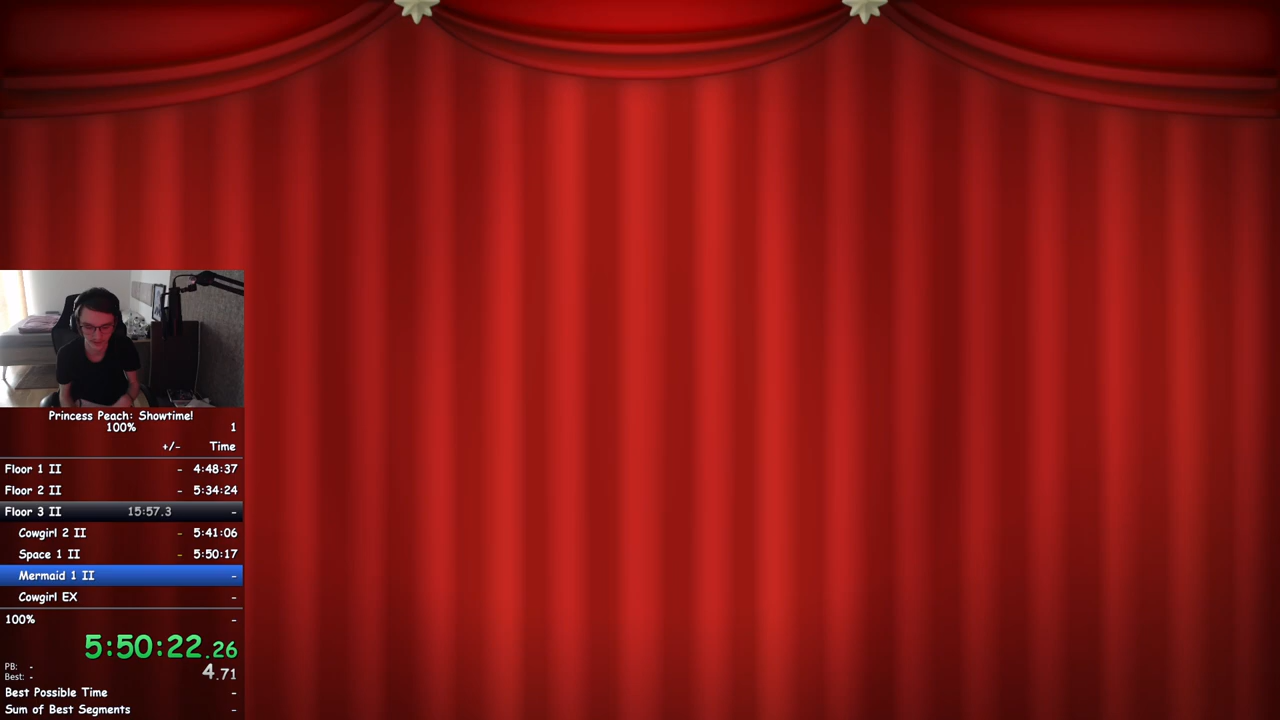 Princess Peach: Showtime!
100% 1
+/- Time
Floor 1 II - 4:48:37
Floor 2 II - 5:34:24
Floor 3 II 15:57.3 -
Cowgirl 2 II - 5:41:06
Space 1 II - 5:50:17
Mermaid 1 II -
Cowgirl EX -
100% -
5:50:22.26
PB: - 4.71
Best: -
Best Possible Time -
Sum of Best Segments -